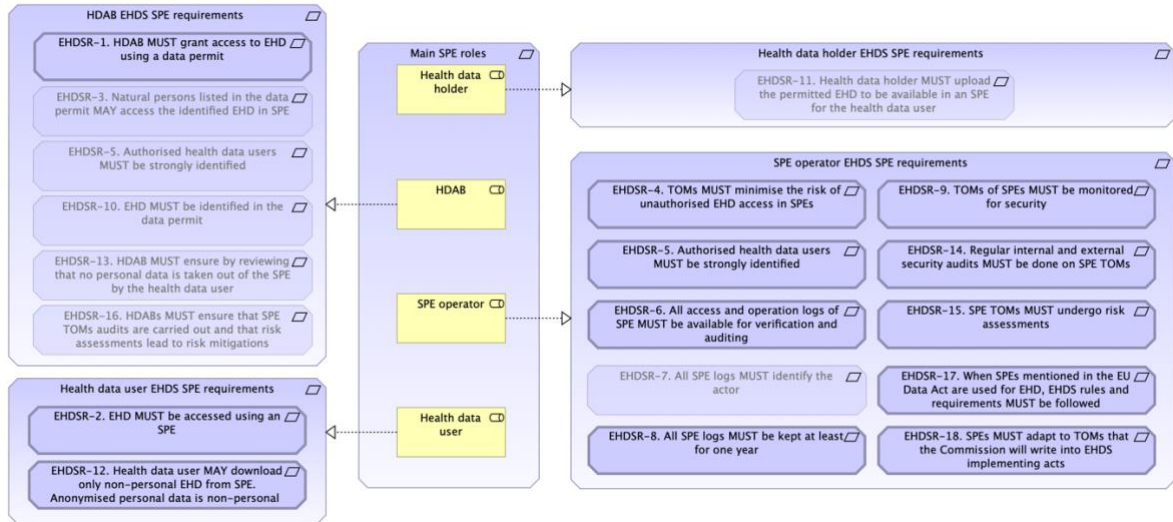 HDAB EHDS SPE requirements
EHDSR-1. HDAB MUST grant access to EHD
using a data permit
EHDSR-3. Natural persons listed in the data
permit MAY access the identified EHD in SPE
EHDSR-5. Authorised health data users
MUST be strongly identified
EHDSR-10. EHD MUST be identified in the
data permit
EHDSR-13. HDAB MUST ensure by reviewing
that no personal data is taken out of the SPE
by the health data user
EHDSR-16. HDABs MUST ensure that SPE
TOMs audits are carried out and that risk
assessments lead to risk mitigations
Health data user EHDS SPE requirements
EHDSR-2. EHD MUST be accessed using an
SPE
EHDSR-12. Health data user MAY download
only non-personal EHD from SPE.
Anonymised personal data is non-personal
Main SPE roles
Health data
holder
HDAB
SPE operator
Health data
user
Health data holder EHDS SPE requirements
EHDSR-11. Health data holder MUST upload
the permitted EHD to be available in an SPE
for the health data user
SPE operator EHDS SPE requirements
EHDSR-4. TOMs MUST minimise the risk of
unauthorised EHD access in SPEs
EHDSR-5. Authorised health data users
MUST be strongly identified
EHDSR-6. All access and operation logs of
SPE MUST be available for verification and
auditing
EHDSR-7. All SPE logs MUST identify the
actor
EHDSR-8. All SPE logs MUST be kept at least
for one year
EHDSR-9. TOMs of SPEs MUST be monitored
for security
EHDSR-14. Regular internal and external
security audits MUST be done on SPE TOMs
EHDSR-15. SPE TOMs MUST undergo risk
assessments
EHDSR-17. When SPEs mentioned in the EU
Data Act are used for EHD, EHDS rules and
requirements MUST be followed
EHDSR-18. SPEs MUST adapt to TOMs that
the Commission will write into EHDS
implementing acts